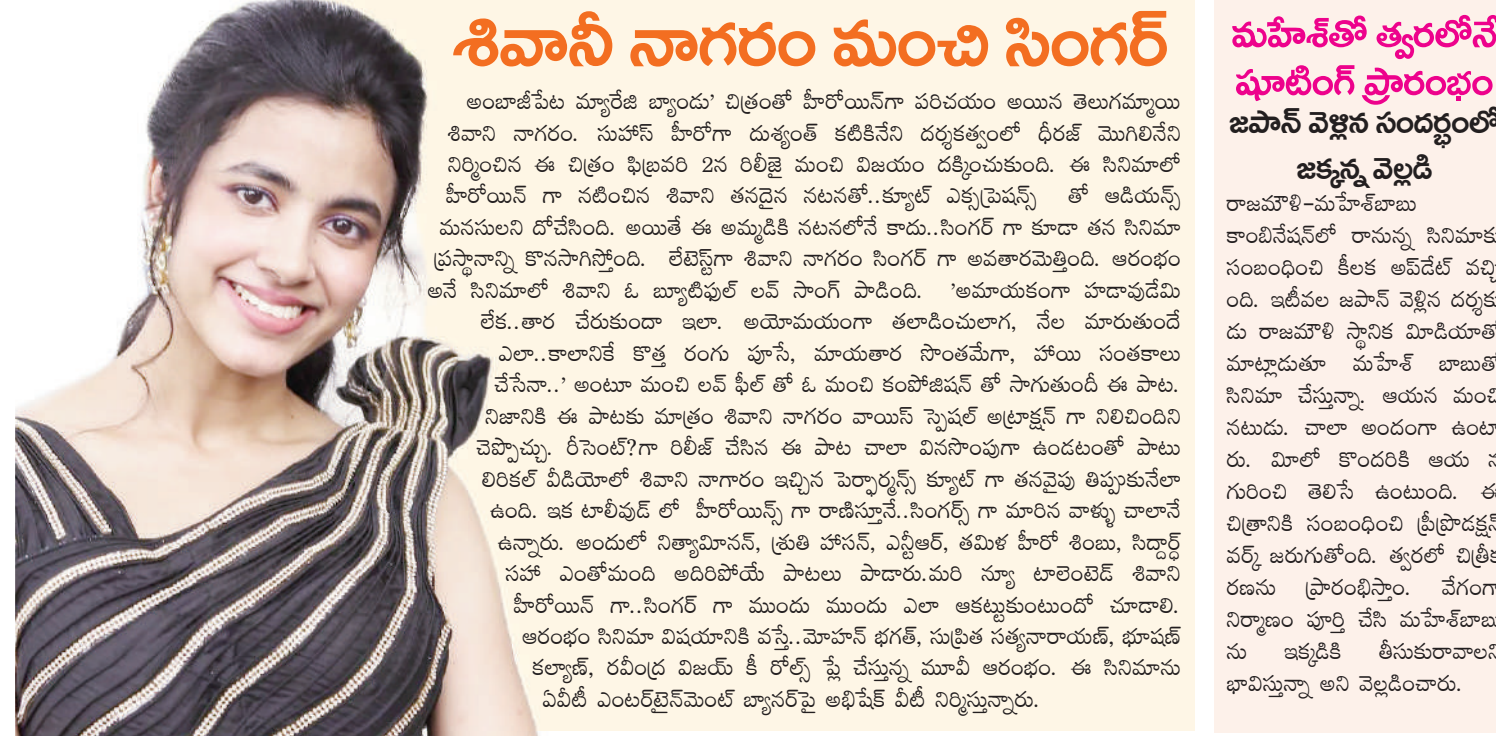 శివానీ నాగరం మంచి సింగర్
అంబాజీపేట మ్యారేజి బ్యాండు' చిత్రంతో హీరోయిన్‌గా పరిచయం అయిన తెలుగమ్మాయి
శివాని నాగరం. సుహాస్ హీరోగా దుశ్యంత్ కటికినేని దర్శకత్వంలో ధీరజ్ మొగిలినేని
నిర్మించిన ఈ చిత్రం ఫిబ్రవరి 2న రిలీజై మంచి విజయం దక్కించుకుంది. ఈ సినిమాలో
హీరోయిన్ గా నటించిన శివాని తనదైన నటనతో..క్యూట్ ఎక్స్‌ప్రెషన్స్ తో ఆడియన్స్
మనసులని దోచేసింది. అయితే ఈ అమ్మడికి నటనలోనే కాదు..సింగర్ గా కూడా తన సినిమా
ప్రస్థానాన్ని కొనసాగిస్తోంది. లేటెస్ట్‌గా శివాని నాగరం సింగర్ గా అవతారమెత్తింది. ఆరంభం
అనే సినిమాలో శివాని ఓ బ్యూటిఫుల్ లవ్ సాంగ్ పాడింది. 'అమాయకంగా హడావుడేమి
లేక..తార చేరుకుందా ఇలా. అయోమయంగా తలాడించులాగ, నేల మారుతుందే
ఎలా..కాలానికే కొత్త రంగు పూసే, మాయతార సొంతమేగా, హాయి సంతకాలు
చేసేనా..' అంటూ మంచి లవ్ ఫీల్ తో ఓ మంచి కంపోజిషన్ తో సాగుతుందీ ఈ పాట.
నిజానికి ఈ పాటకు మాత్రం శివాని నాగరం వాయిస్ స్పెషల్ అట్రాక్షన్ గా నిలిచిందిని
చెప్పొచ్చు. రీసెంట్?గా రిలీజ్ చేసిన ఈ పాట చాలా వినసొంపుగా ఉండటంతో పాటు
లిరికల్ వీడియోలో శివాని నాగారం ఇచ్చిన పెర్ఫార్మన్స్ క్యూట్ గా తనవైపు తిప్పుకునేలా
ఉంది. ఇక టాలీవుడ్ లో హీరోయిన్స్ గా రాణిస్తూనే..సింగర్స్ గా మారిన వాళ్ళు చాలానే
ఉన్నారు. అందులో నిత్యామీనన్, శ్రుతి హాసన్, ఎన్టీఆర్, తమిళ హీరో శింబు, సిద్దార్థ్
సహా ఎంతోమంది అదిరిపోయే పాటలు పాడారు.మరి న్యూ టాలెంటెడ్ శివాని
హీరోయిన్ గా..సింగర్ గా ముందు ముందు ఎలా ఆకట్టుకుంటుందో చూడాలి.
ఆరంభం సినిమా విషయానికి వస్తే..మోహన్ భగత్, సుప్రిత సత్యనారాయణ్, భూషణ్
కల్యాణ్, రవీంద్ర విజయ్ కీ రోల్స్ ప్లే చేస్తున్న మూవీ ఆరంభం. ఈ సినిమాను
ఏవీటీ ఎంటర్‌టైన్‌మెంట్ బ్యానర్‌పై అభిషేక్ వీటీ నిర్మిస్తున్నారు.
మహేశ్‌తో త్వరలోనే
షూటింగ్ ప్రారంభం
జపాన్ వెళ్లిన సందర్భంలో
జక్కన్న వెల్లడి
రాజమౌళి-మహేశ్‌బాబు
కాంబినేషన్‌లో రానున్న సినిమాకు
సంబంధించి కీలక అప్‌డేట్ వచ్చి
ంది. ఇటీవల జపాన్ వెళ్లిన దర్శకు
డు రాజమౌళి స్థానిక మీడియాతో
మాట్లాడుతూ మహేశ్ బాబుతో
సినిమా చేస్తున్నా. ఆయన మంచి
నటుడు. చాలా అందంగా ఉంటా
రు. మీలో కొందరికి ఆయ న
గురించి తెలిసే ఉంటుంది. ఈ
చిత్రానికి సంబంధించి ప్రీప్రొడక్షన్
వర్క్ జరుగుతోంది. త్వరలో చిత్రీక
రణను ప్రారంభిస్తాం. వేగంగా
నిర్మాణం పూర్తి చేసి మహేశ్‌బాబు
ను ఇక్కడికి తీసుకురావాలని
భావిస్తున్నా అని వెల్లడించారు.